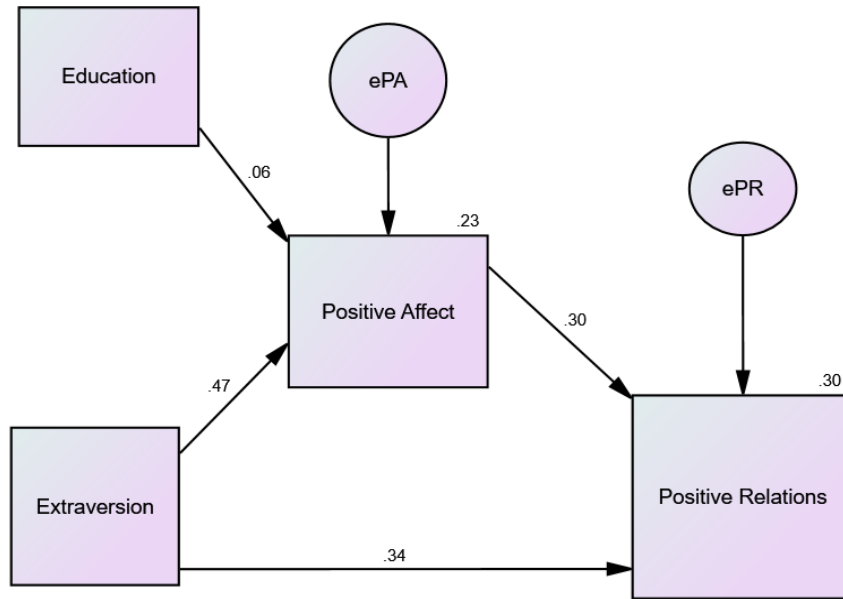 Education
ePA
.06
ePR
.23
Positive Affect
.30
.47
.30
Extraversion
Positive Relations
.34